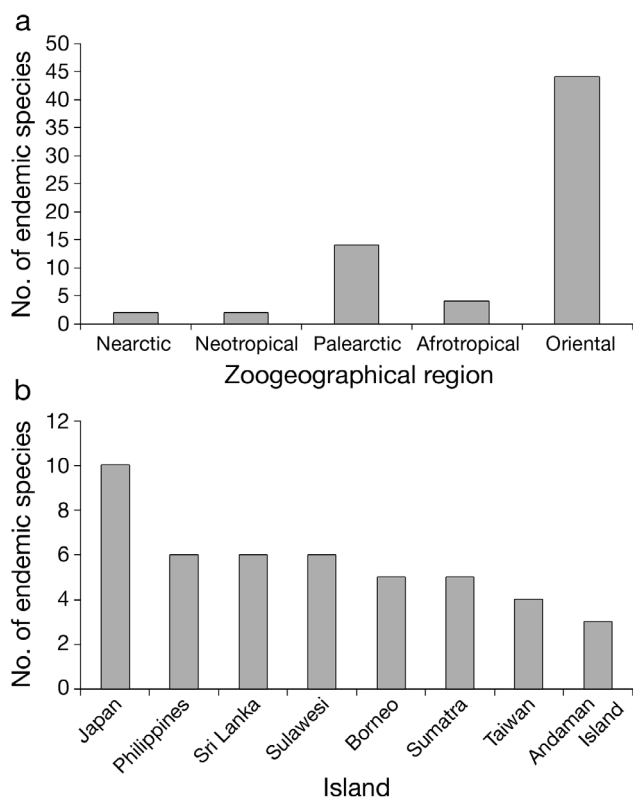 a
50
45
40
35
30
25
20
15
10
5
0
No. of endemic species
Nearctic Neotropical Palearctic Afrotropical Oriental
Zoogeographical region
b
12
10
8
6
4
2
0
No. of endemic species
Japan
Philippines
Sri Lanka
Sulawesi
Borneo
Sumatra
Taiwan
Andaman
Island
Island